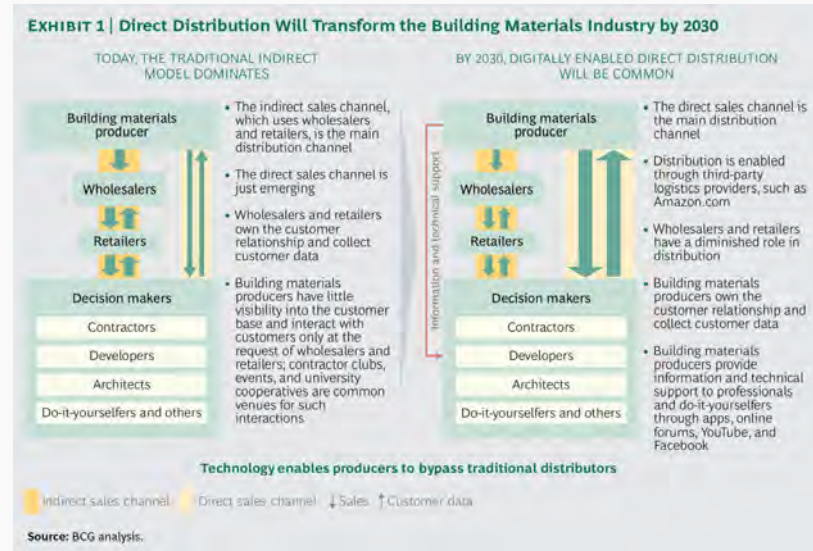 EXHIBIT 1 | Direct Distribution Will Transform the Building Materials Industry by 2030
TODAY, THE TRADITIONAL INDIRECT
MODEL DOMINATES
Building materials
producer
Wholesalers
Retailers
Decision makers
Contractors
Developers
Architects
Do-it-yourselfers and others
• The indirect sales channel,
which uses wholesalers
and retailers, is the main
distribution channel
• The direct sales channel is
just emerging
• Wholesalers and retailers
own the customer
relationship and collect
customer data
• Building materials
producers have little
visibility into the customer
base and interact with
customers only at the
request of wholesalers and
retailers; contractor clubs,
events, and university
cooperatives are common
venues for such
interactions
BY 2030, DIGITALLY ENABLED DIRECT DISTRIBUTION
WILL BE COMMON
Information and technical support
Building materials
producer
Wholesalers
Retailers
Decision makers
Contractors
Developers
Architects
Do-it-yourselfers and others
• The direct sales channel is
the main distribution
channel
• Distribution is enabled
through third-party
logistics providers, such as
Amazon.com
• Wholesalers and retailers
have a diminished role in
distribution
• Building materials
producers own the
customer relationship and
collect customer data
• Building materials
producers provide
information and technical
support to professionals
and do-it-yourselfers
through apps, online
forums, YouTube, and
Facebook
Technology enables producers to bypass traditional distributors
Indirect sales channel Direct sales channel ↓Sales ↑Customer data
Source: BCG analysis.